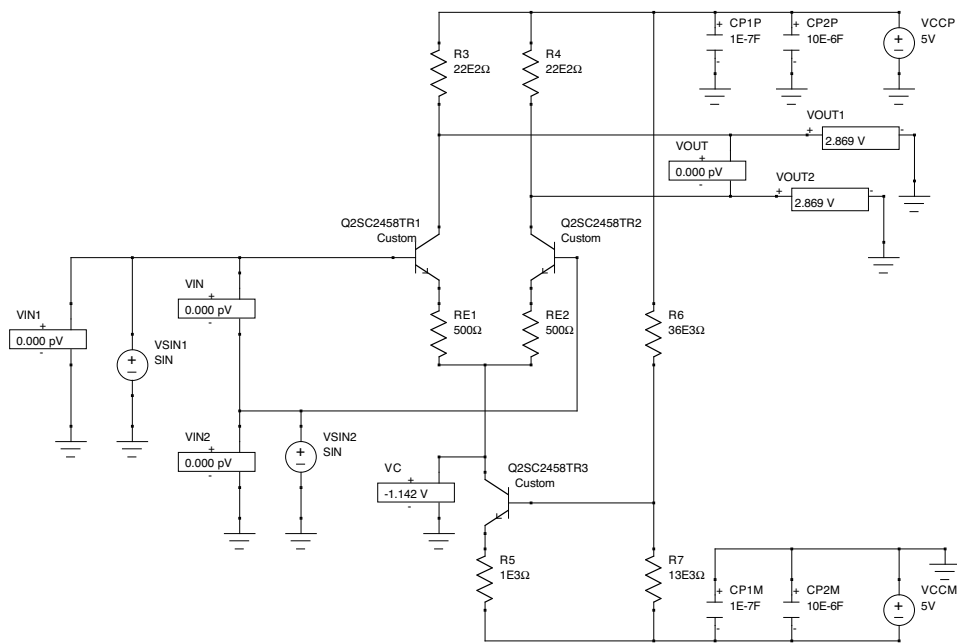 CP1P
1E-7F
CP2P
10E-6F
VCCP
5V
R3
22E2Ω
R4
22E2Ω
VOUT1
2.869 V
VOUT
0.000 pV
VOUT2
2.869 V
Q2SC2458TR1
Custom
Q2SC2458TR2
Custom
VIN
0.000 pV
VIN1
0.000 pV
VSIN1
SIN
RE1
500Ω
RE2
500Ω
R6
36E3Ω
VIN2
0.000 pV
VSIN2
SIN
VC
-1.142 V
Q2SC2458TR3
Custom
R5
1E3Ω
R7
13E3Ω
CP1M
1E-7F
CP2M
10E-6F
VCCM
5V